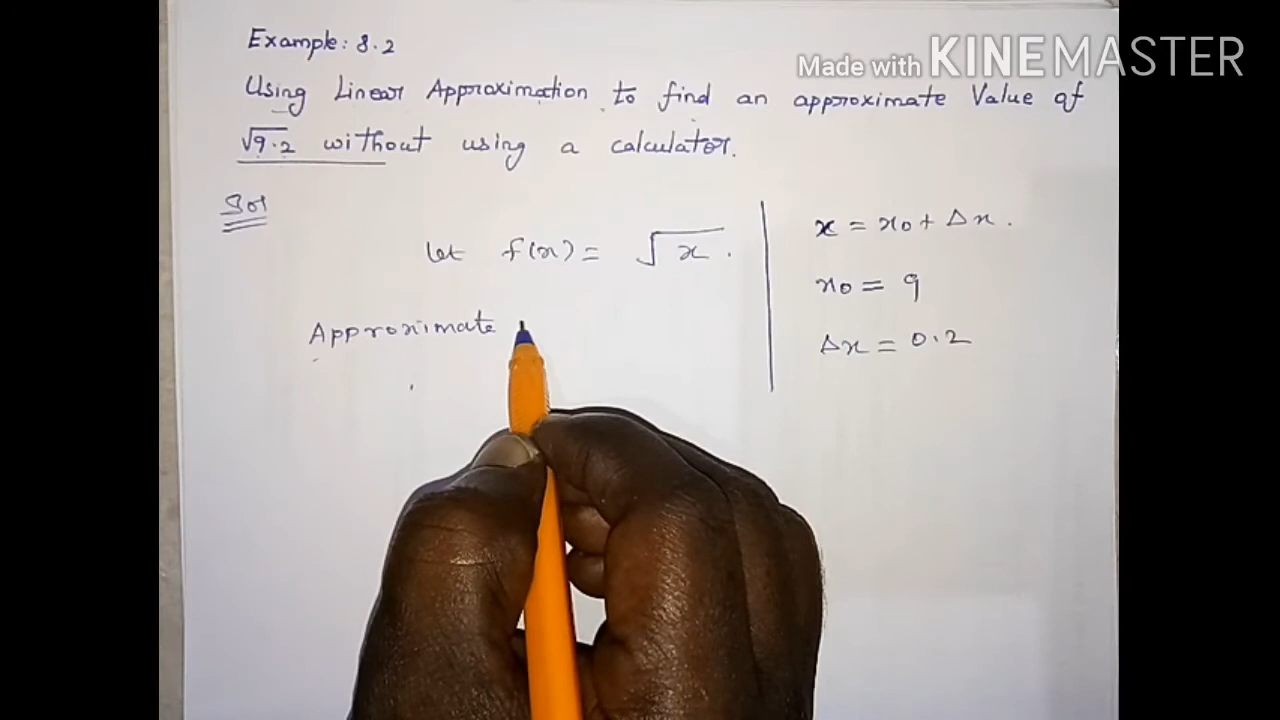 Example: 8.2
Made with KINEMASTER
Using Linear Approximation to find an approximate Value of
√9.2 without using a calculator.
Sol
let f(x) = √x.
x = x0 + Δx.
x0 = 9
Approximate
Δx = 0.2